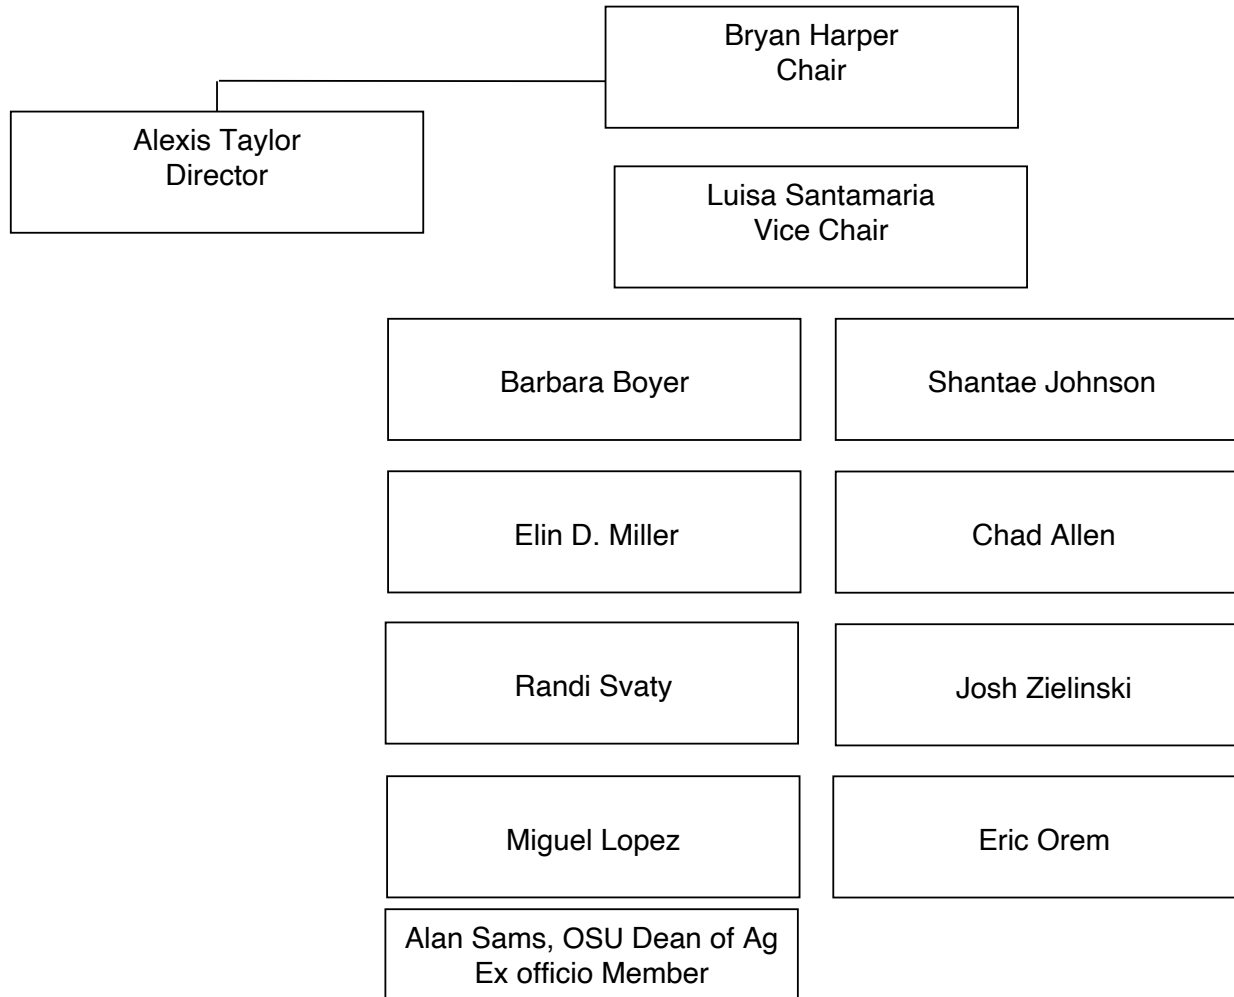 Bryan Harper
Chair
Alexis Taylor
Director
Luisa Santamaria
Vice Chair
Barbara Boyer
Shantae Johnson
Elin D. Miller
Chad Allen
Randi Svaty
Josh Zielinski
Miguel Lopez
Eric Orem
Alan Sams, OSU Dean of Ag
Ex officio Member